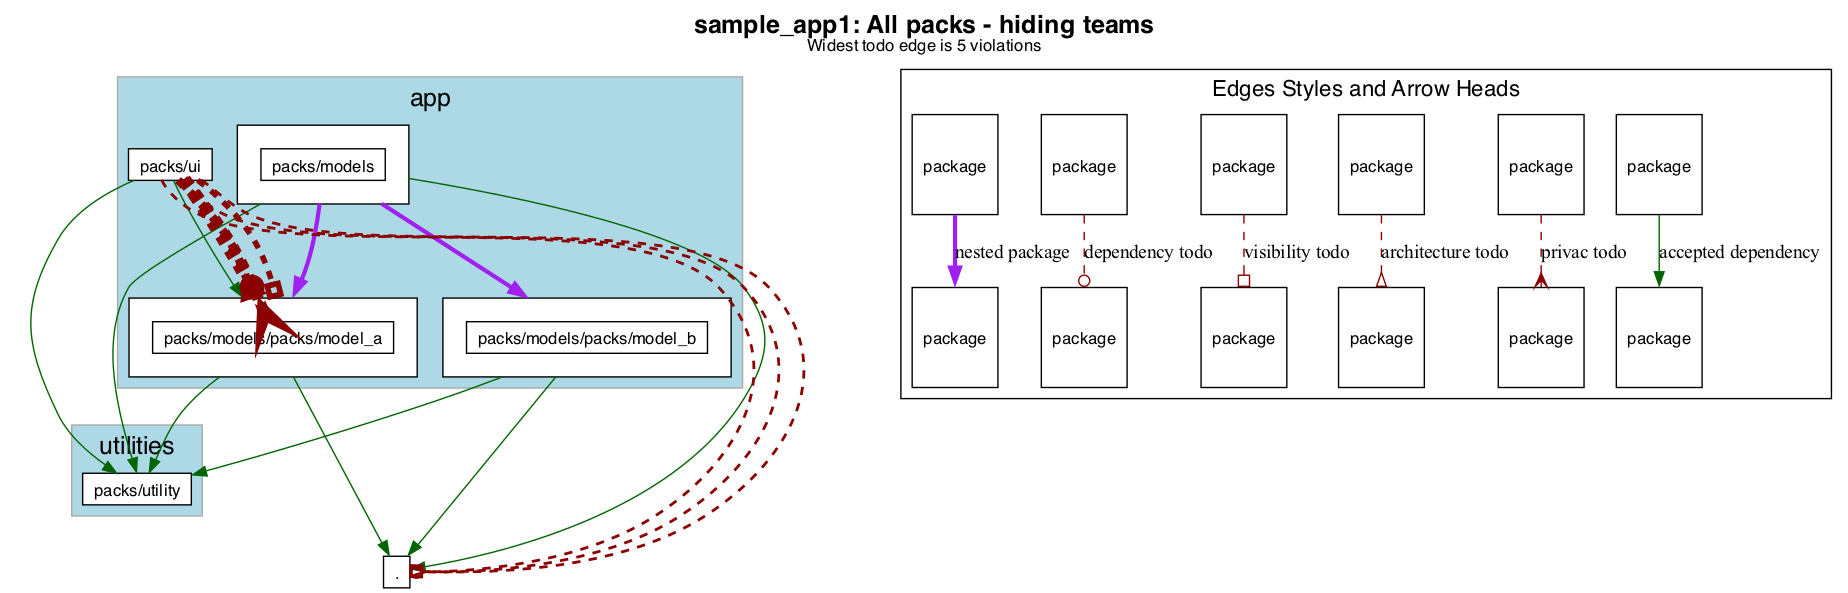 sample_app1: All packs - hiding teams
Widest todo edge is 5 violations
app
packs/ui
packs/models
packs/models/packs/model_a
packs/models/packs/model_b
utilities
packs/utility
.
Edges Styles and Arrow Heads
package
package
package
package
package
package
nested package
dependency todo
visibility todo
architecture todo
privac todo
accepted dependency
package
package
package
package
package
package